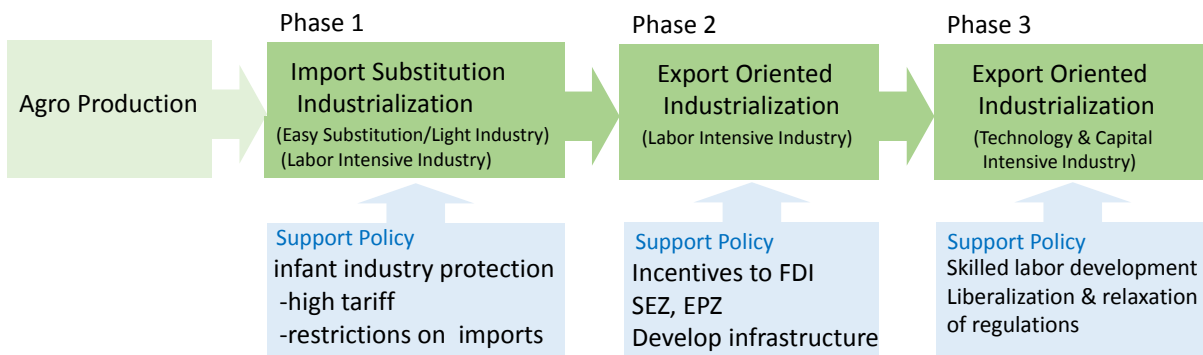 Phase 1
Phase 2
Phase 3
Agro Production
Import Substitution
Industrialization
(Easy Substitution/Light Industry)
(Labor Intensive Industry)
Export Oriented
Industrialization
(Labor Intensive Industry)
Export Oriented
Industrialization
(Technology & Capital
Intensive Industry)
Support Policy
infant industry protection
-high tariff
-restrictions on imports
Support Policy
Incentives to FDI
SEZ, EPZ
Develop infrastructure
Support Policy
Skilled labor development
Liberalization & relaxation
of regulations